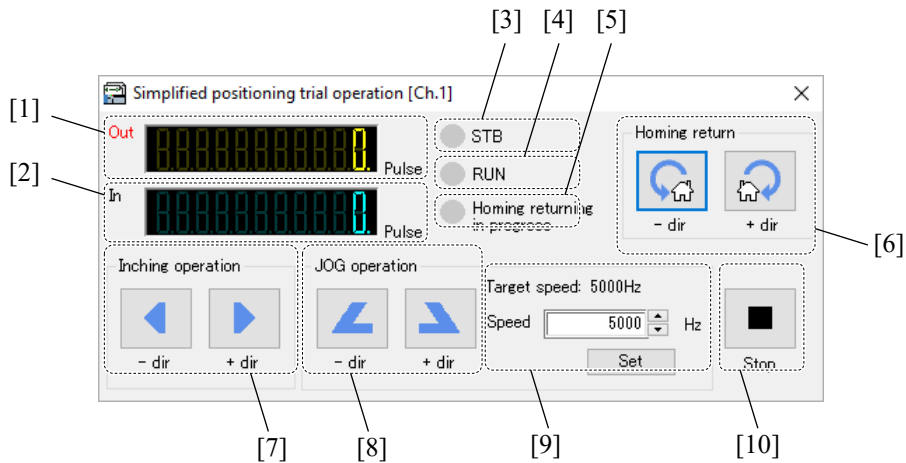 [3] [4] [5]
Simplified positioning trial operation [Ch.1]
[1]
Out 0. Pulse
STB
Homing return
RUN
[2]
In 0. Pulse
Homing returning
in progress
- dir + dir
[6]
Inching operation
JOG operation
Target speed: 5000Hz
Speed 5000 Hz
- dir + dir
- dir + dir
Set
Stop
[7] [8] [9] [10]